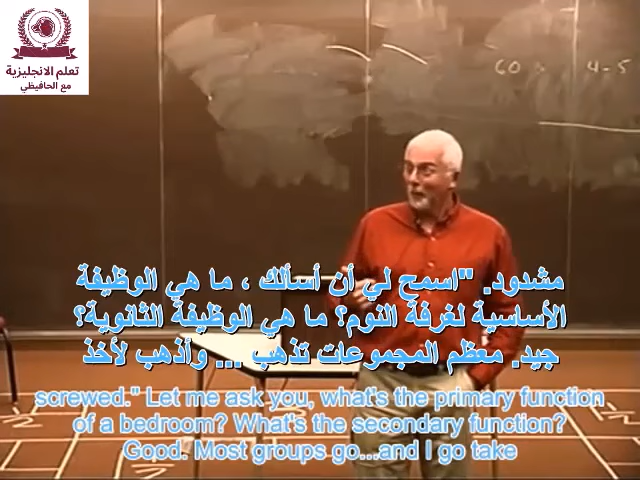 تعلم الانجليزية
مع الحافيظي
60
4-5
مشدود. "اسمح لي أن أسألك ، ما هي الوظيفة
الأساسية لغرفة النوم؟ ما هي الوظيفة الثانوية؟
جيد. معظم المجموعات تذهب ... وأذهب لأخذ
screwed." Let me ask you, what's the primary function
of a bedroom? What's the secondary function?
Good. Most groups go...and I go take